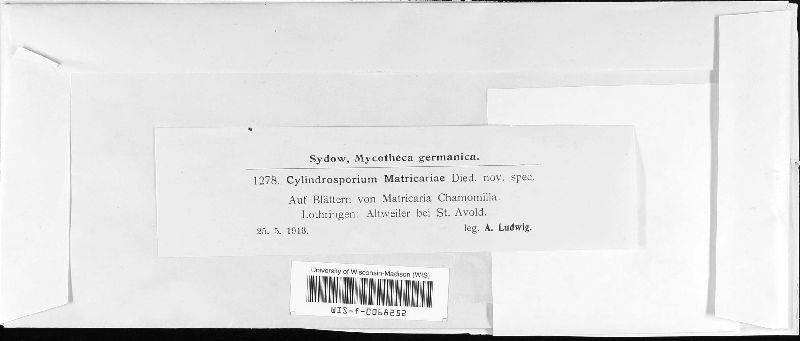 Sydow, Mycotheca germanica.
1278. Cylindrosporium Matricariae Died. nov. spec.
Auf Blättern von Matricaria Chamomilla.
Lothringen: Altweiler bei St. Avold.
25. 5. 1913. leg. A. Ludwig.
University of Wisconsin-Madison (WIS)
WIS-f-0068252